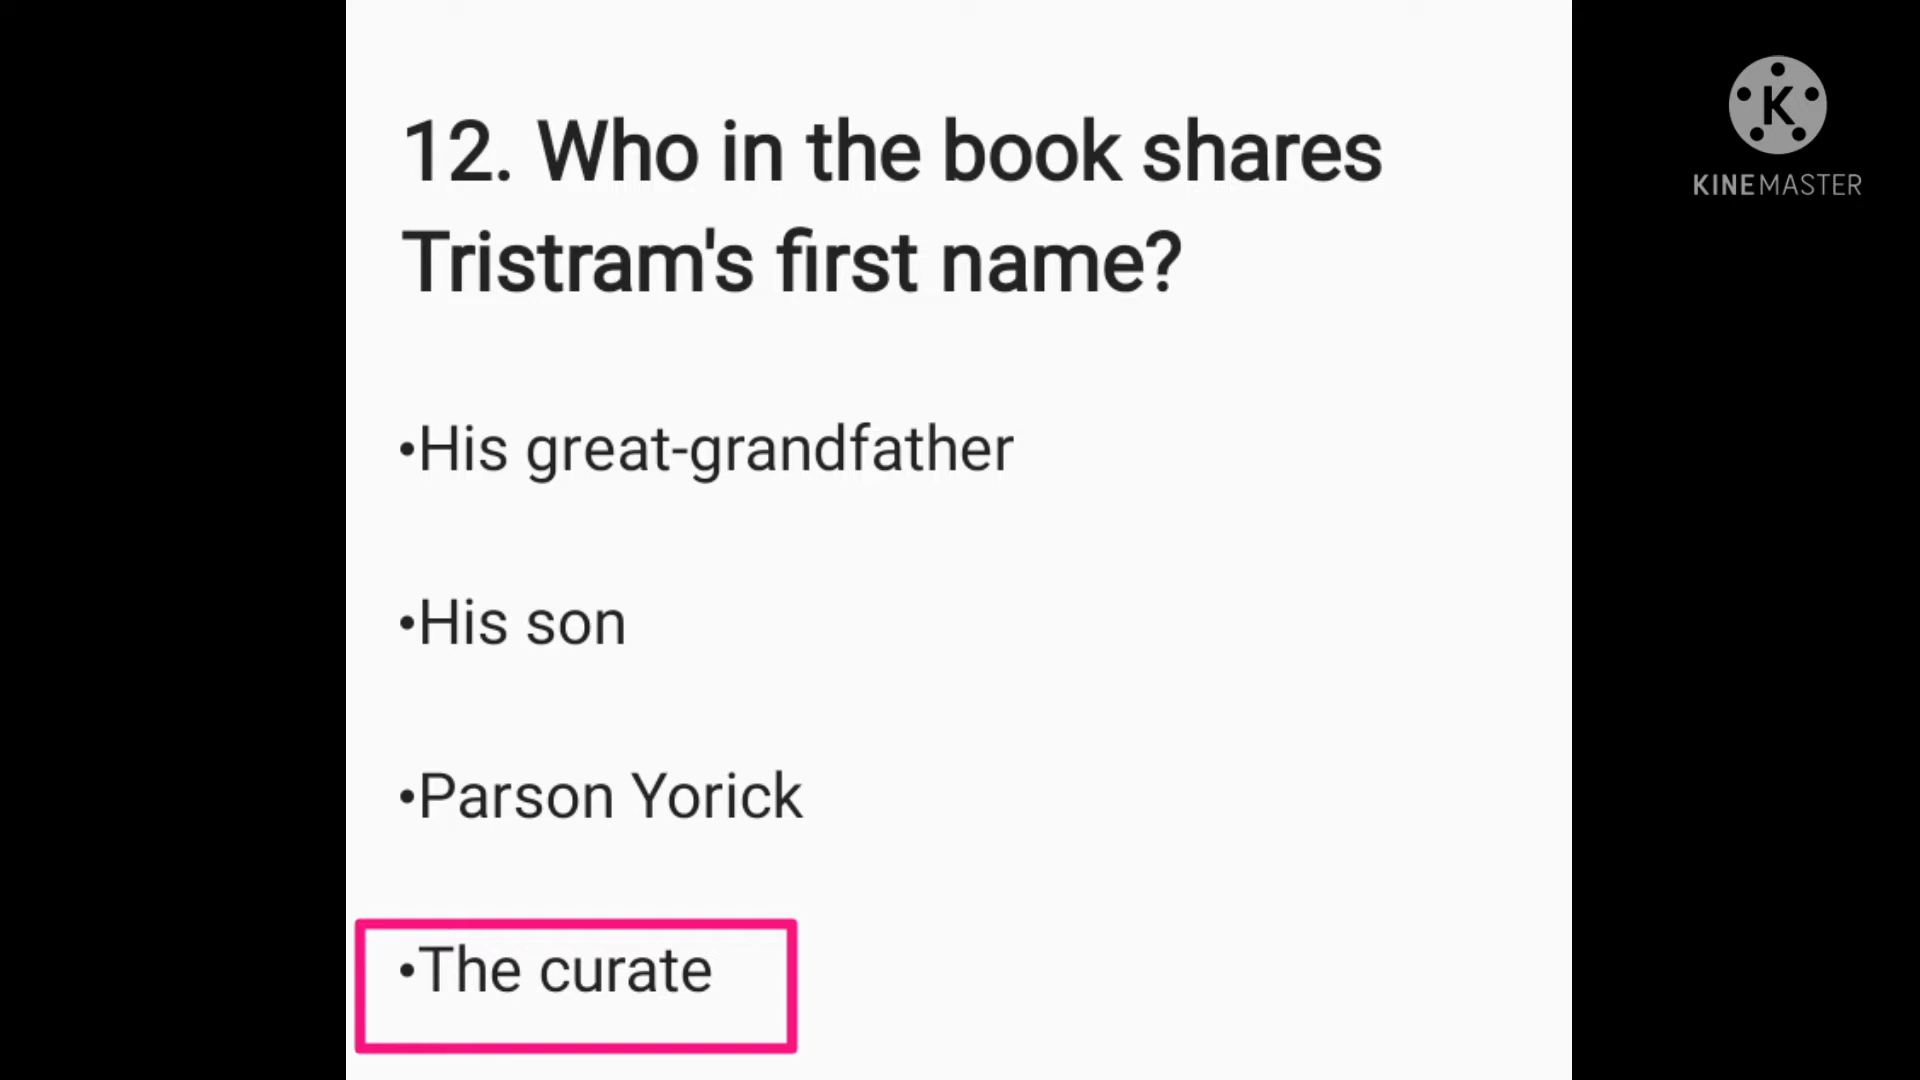 12. Who in the book shares
Tristram's first name?
•His great-grandfather
•His son
•Parson Yorick
•The curate
K
KINEMASTER